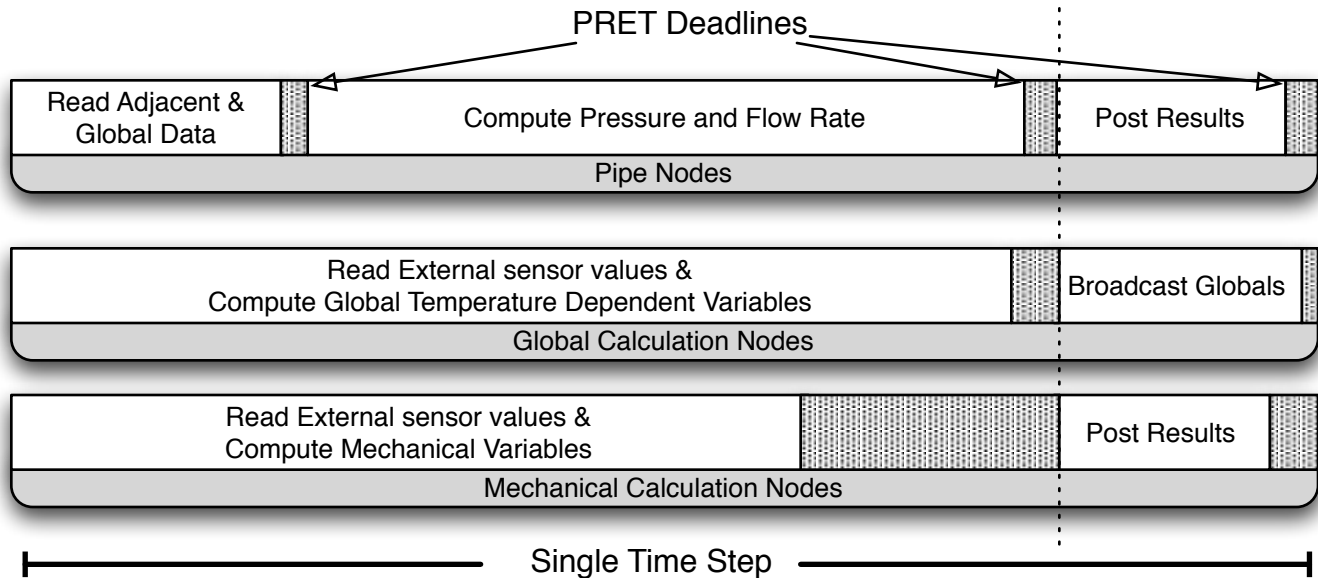 PRET Deadlines
Read Adjacent &
Global Data
Compute Pressure and Flow Rate
Post Results
Pipe Nodes
Read External sensor values &
Compute Global Temperature Dependent Variables
Broadcast Globals
Global Calculation Nodes
Read External sensor values &
Compute Mechanical Variables
Post Results
Mechanical Calculation Nodes
Single Time Step